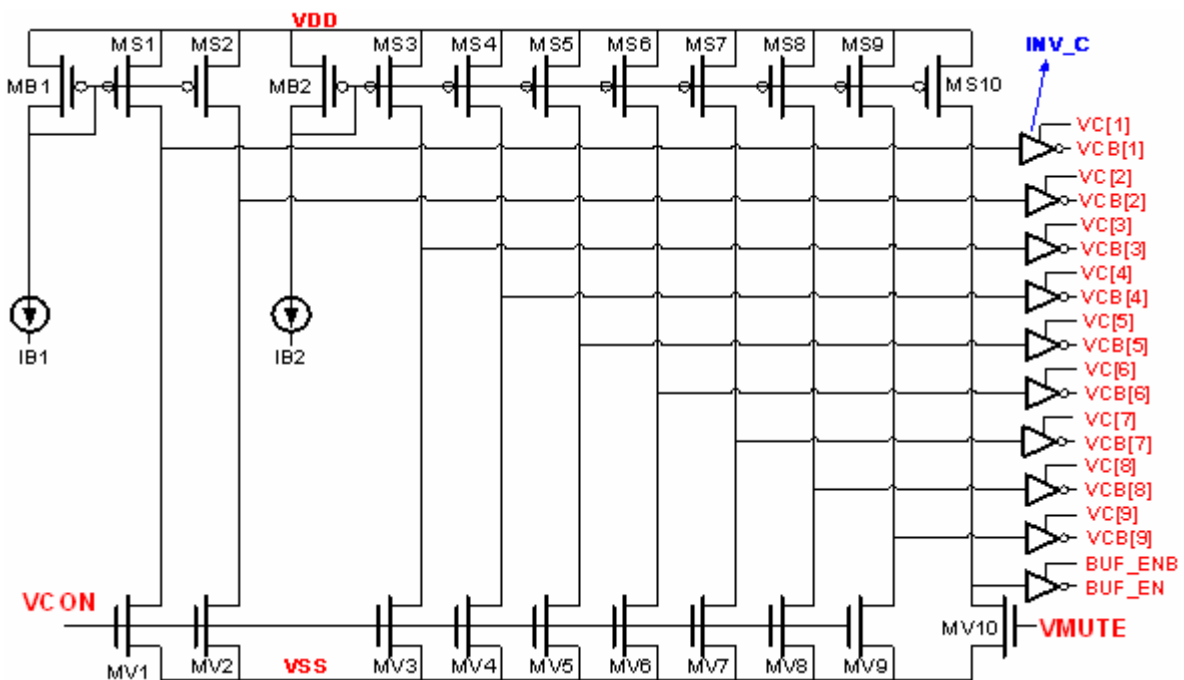 VDD
MS1 MS2 MS3 MS4 MS5 MS6 MS7 MS8 MS9 INV_C
MB1 MB2 MS10
VC[1]
VCB[1]
VC[2]
VCB[2]
VC[3]
VCB[3]
VC[4]
VCB[4]
VC[5]
VCB[5]
IB1 IB2
VC[6]
VCB[6]
VC[7]
VCB[7]
VC[8]
VCB[8]
VC[9]
VCB[9]
BUF_ENB
BUF_EN
VCON
MV10 VMUTE
MV1 MV2 VSS MV3 MV4 MV5 MV6 MV7 MV8 MV9